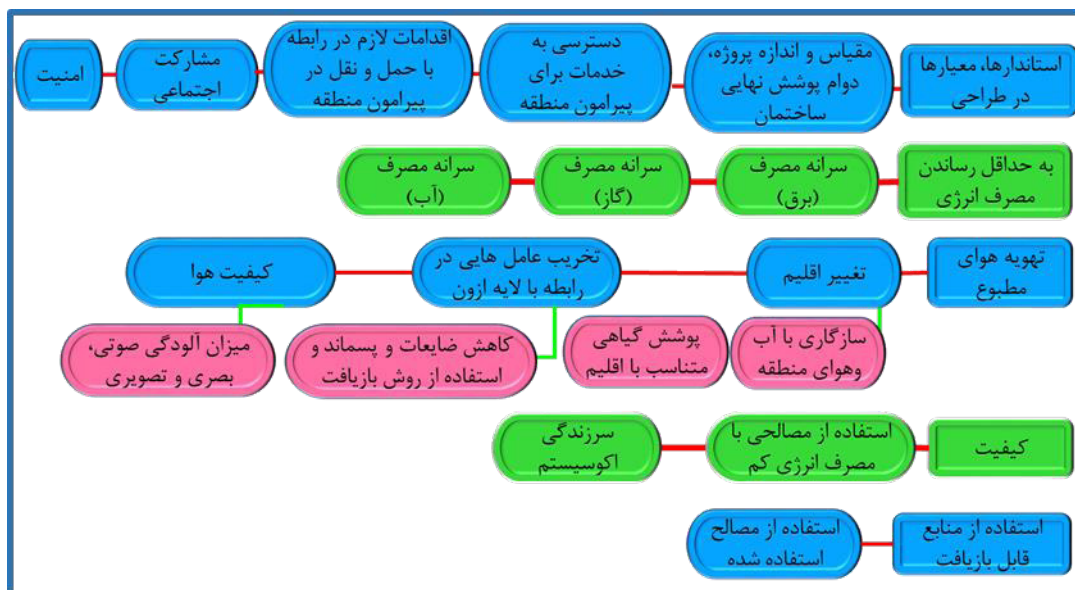 استاندارها، معیارها
در طراحی
مقیاس و اندازه پروژه،
دوام پوشش نهایی
ساختمان
دسترسی به
خدمات برای
پیرامون منطقه
اقدامات لازم در رابطه
با حمل و نقل در
پیرامون منطقه
مشارکت
اجتماعی
امنیت
به حداقل رساندن
مصرف انرژی
سرانه مصرف
(برق)
سرانه مصرف
(گاز)
سرانه مصرف
(آب)
تهویه هوای
مطبوع
تغییر اقلیم
تخریب عامل هایی در
رابطه با لایه ازون
کیفیت هوا
سازگاری با آب
وهوای منطقه
پوشش گیاهی
متناسب با اقلیم
کاهش ضایعات و پسماند و
استفاده از روش بازیافت
میزان آلودگی صوتی،
بصری و تصویری
کیفیت
استفاده از مصالحی با
مصرف انرژی کم
سرزندگی
اکوسیستم
استفاده از منابع
قابل بازیافت
استفاده از مصالح
استفاده شده